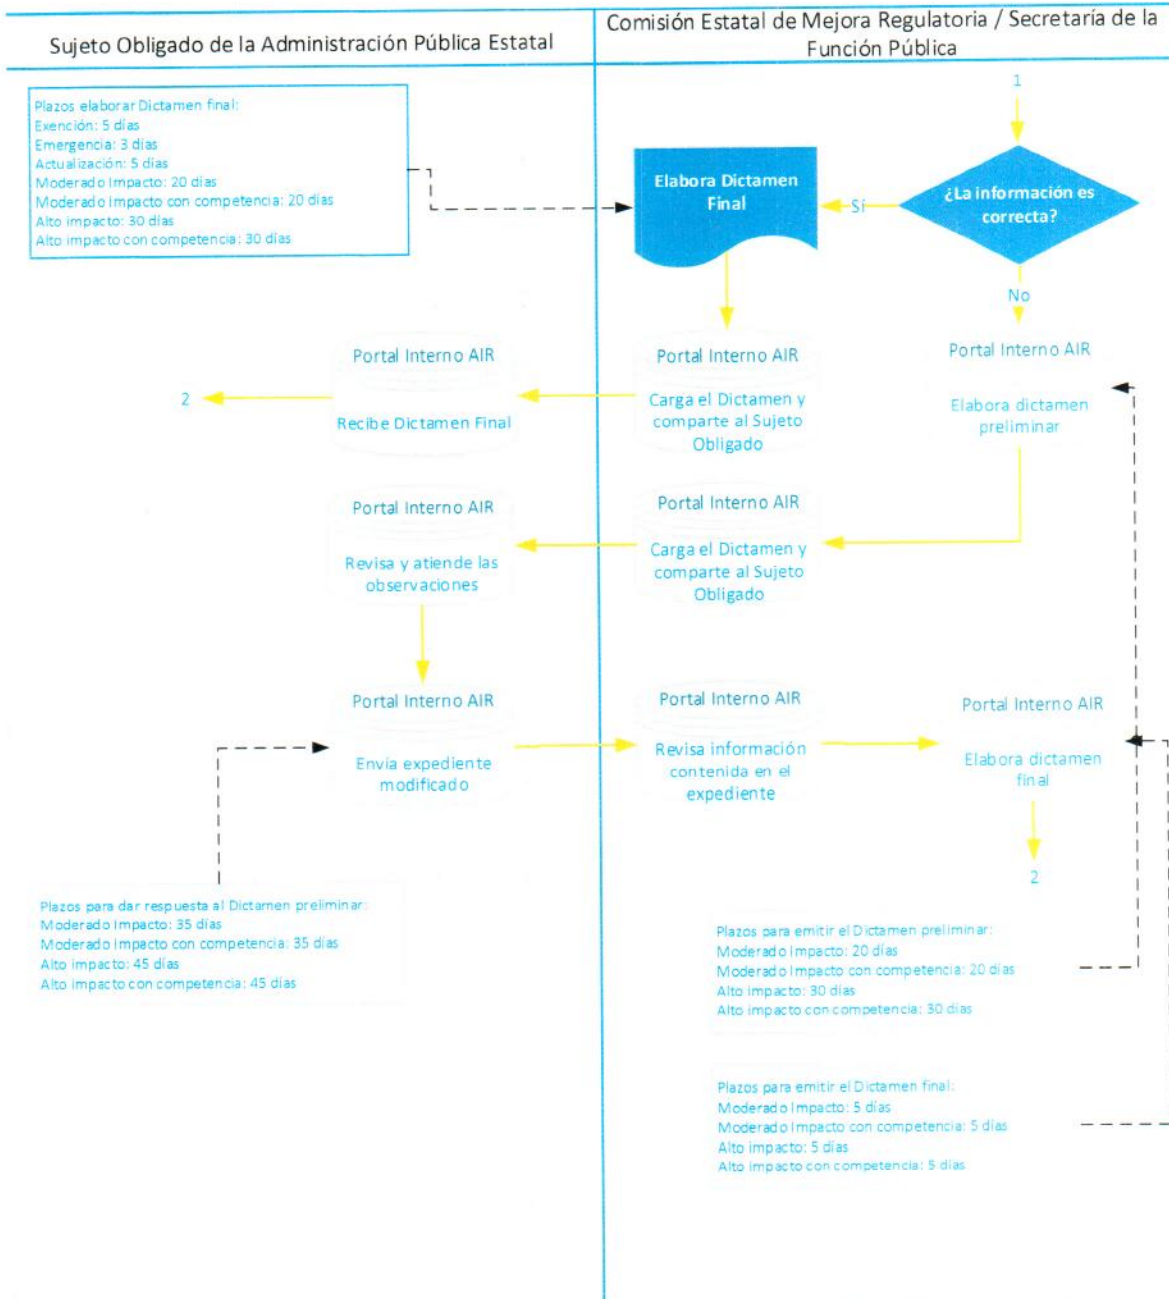 Sujeto Obligado de la Administración Pública Estatal
Comisión Estatal de Mejora Regulatoria / Secretaría de la
Función Pública
Plazos elaborar Dictamen final:
Exención: 5 días
Emergencia: 3 días
Actualización: 5 días
Moderado Impacto: 20 días
Moderado Impacto con competencia: 20 días
Alto impacto: 30 días
Alto impacto con competencia: 30 días
1
¿La información es
correcta?
Sí
Elabora Dictamen
Final
No
Portal Interno AIR
Elabora dictamen
preliminar
Portal Interno AIR
Carga el Dictamen y
comparte al Sujeto
Obligado
Portal Interno AIR
Recibe Dictamen Final
2
Portal Interno AIR
Carga el Dictamen y
comparte al Sujeto
Obligado
Portal Interno AIR
Revisa y atiende las
observaciones
Portal Interno AIR
Envía expediente
modificado
Portal Interno AIR
Revisa información
contenida en el
expediente
Portal Interno AIR
Elabora dictamen
final
2
Plazos para dar respuesta al Dictamen preliminar:
Moderado Impacto: 35 días
Moderado Impacto con competencia: 35 días
Alto impacto: 45 días
Alto impacto con competencia: 45 días
Plazos para emitir el Dictamen preliminar:
Moderado Impacto: 20 días
Moderado Impacto con competencia: 20 días
Alto impacto: 30 días
Alto impacto con competencia: 30 días
Plazos para emitir el Dictamen final:
Moderado Impacto: 5 días
Moderado Impacto con competencia: 5 días
Alto impacto: 5 días
Alto impacto con competencia: 5 días